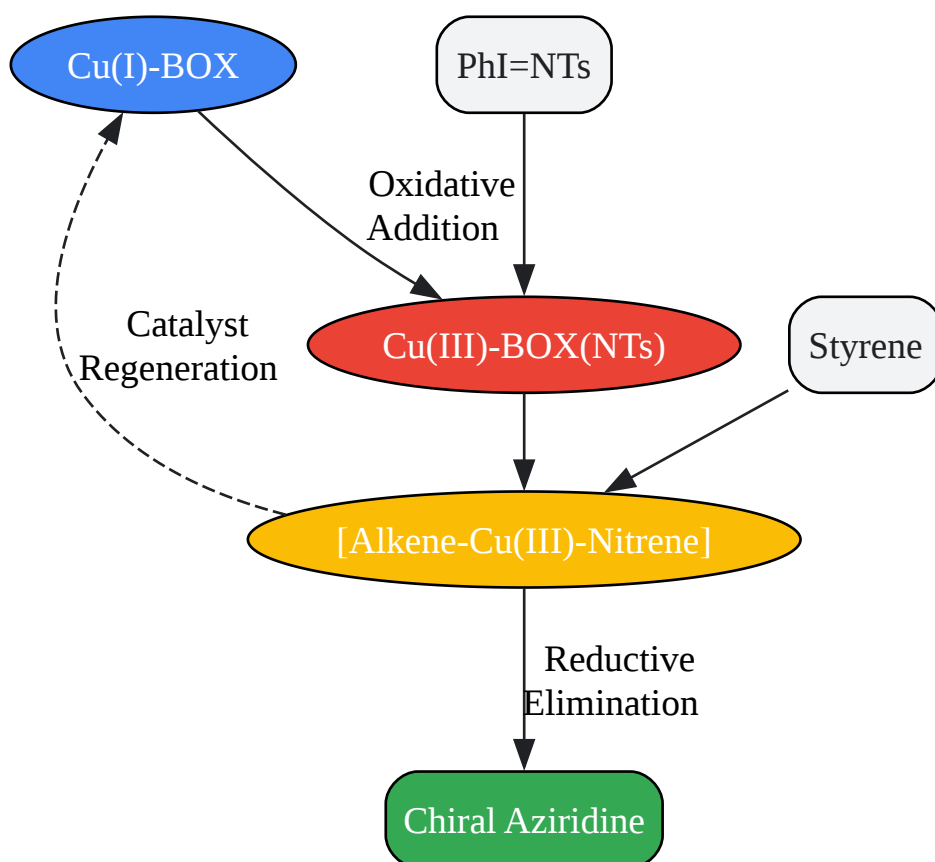 Cu(I)-BOX
PhI=NTs
Oxidative
Addition
Catalyst
Regeneration
Cu(III)-BOX(NTs)
Styrene
[Alkene-Cu(III)-Nitrene]
Reductive
Elimination
Chiral Aziridine